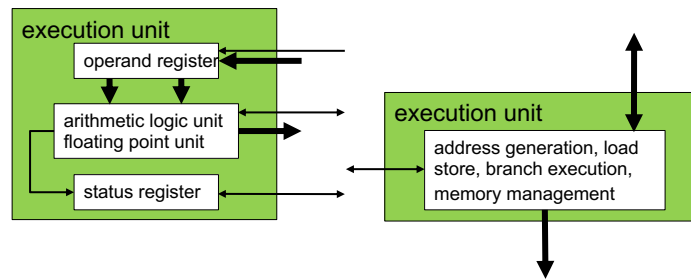 execution unit
operand register
arithmetic logic unit
floating point unit
status register
execution unit
address generation, load
store, branch execution,
memory management